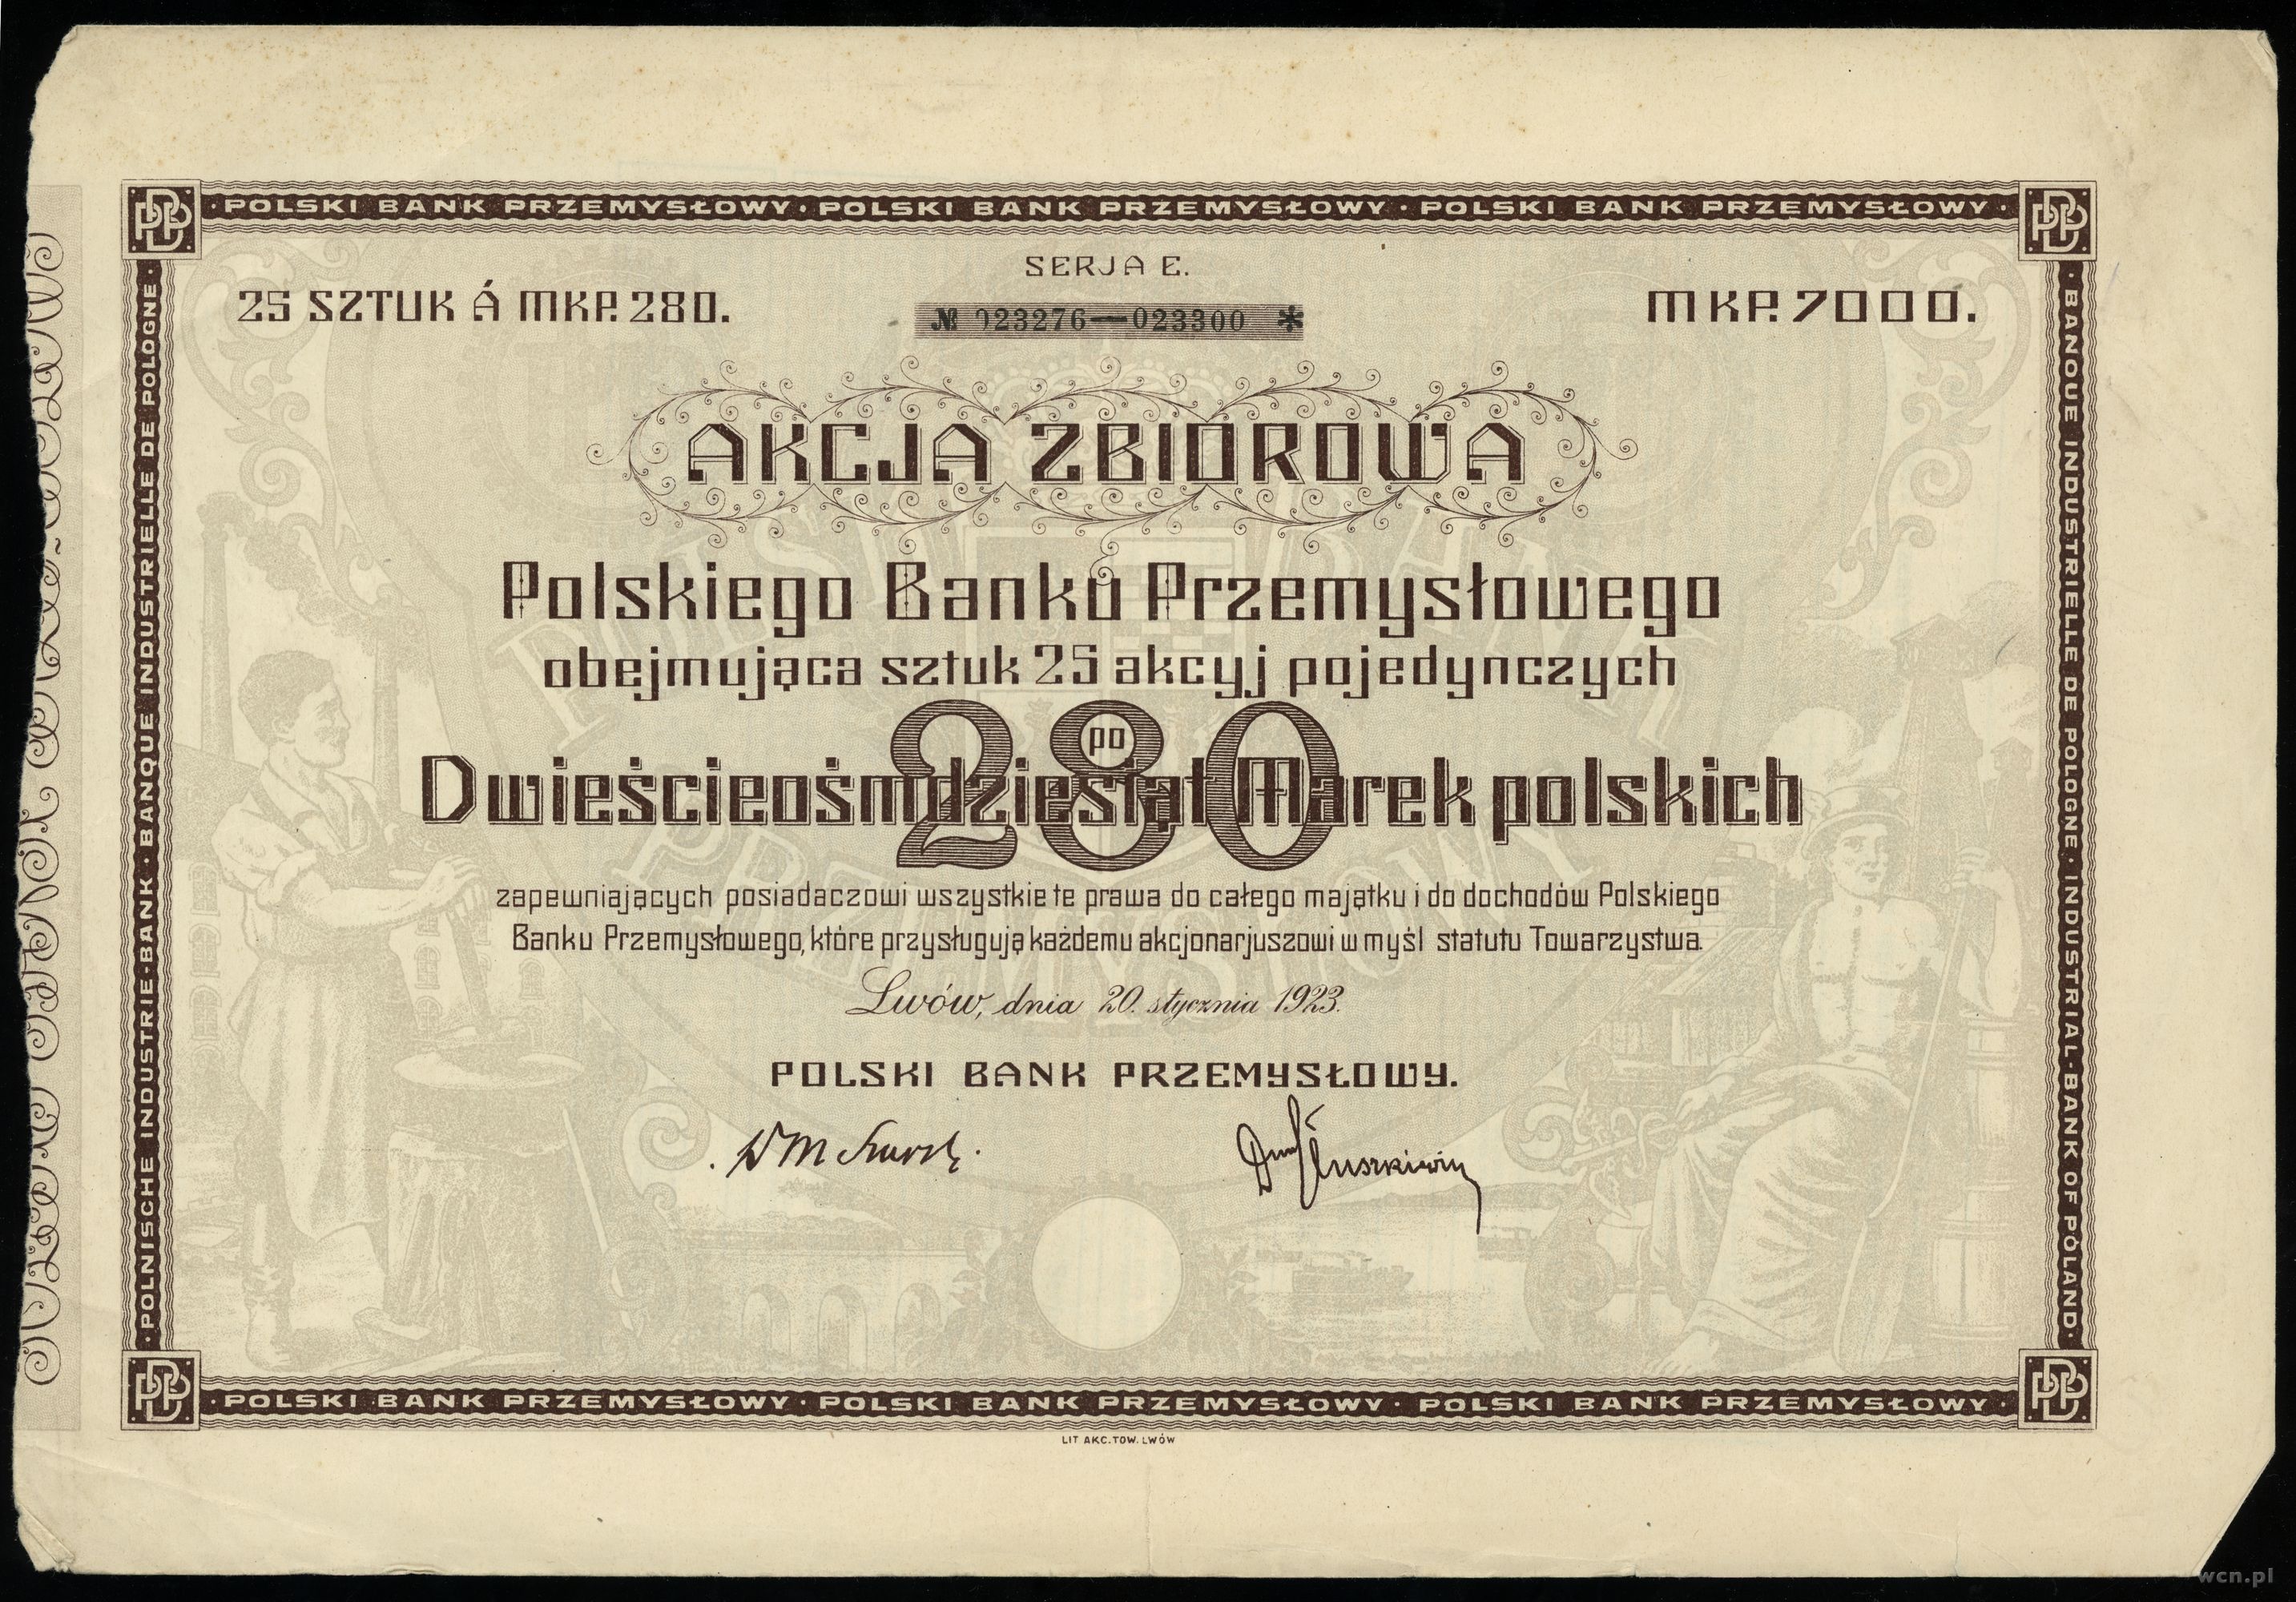 · POLSKI BANK PRZEMYSŁOWY · POLSKI BANK PRZEMYSŁOWY · POLSKI BANK PRZEMYSŁOWY ·
SERJA E.
25 SZTUK Á MKP. 280.
№ 023276—023300 *
MKP. 7000.
AKCJA ZBIOROWA
Polskiego Banku Przemysłowego
obejmująca sztuk 25 akcyj pojedynczych
280
po
Dwieścieośmdziesiąt Marek polskich
zapewniających posiadaczowi wszystkie te prawa do całego majątku i do dochodów Polskiego
Banku Przemysłowego, które przysługują każdemu akcjonarjuszowi w myśl statutu Towarzystwa.
Lwów, dnia 20. stycznia 1923.
POLSKI BANK PRZEMYSŁOWY.
POLSKI BANK
PRZEMYSŁOWY
· POLNISCHE INDUSTRIE-BANK · BANQUE INDUSTRIELLE DE POLOGNE ·
· BANQUE INDUSTRIELLE DE POLOGNE · INDUSTRIAL-BANK OF POLAND ·
· POLSKI BANK PRZEMYSŁOWY · POLSKI BANK PRZEMYSŁOWY · POLSKI BANK PRZEMYSŁOWY ·
LIT AKC. TOW. LWÓW
wcn.pl